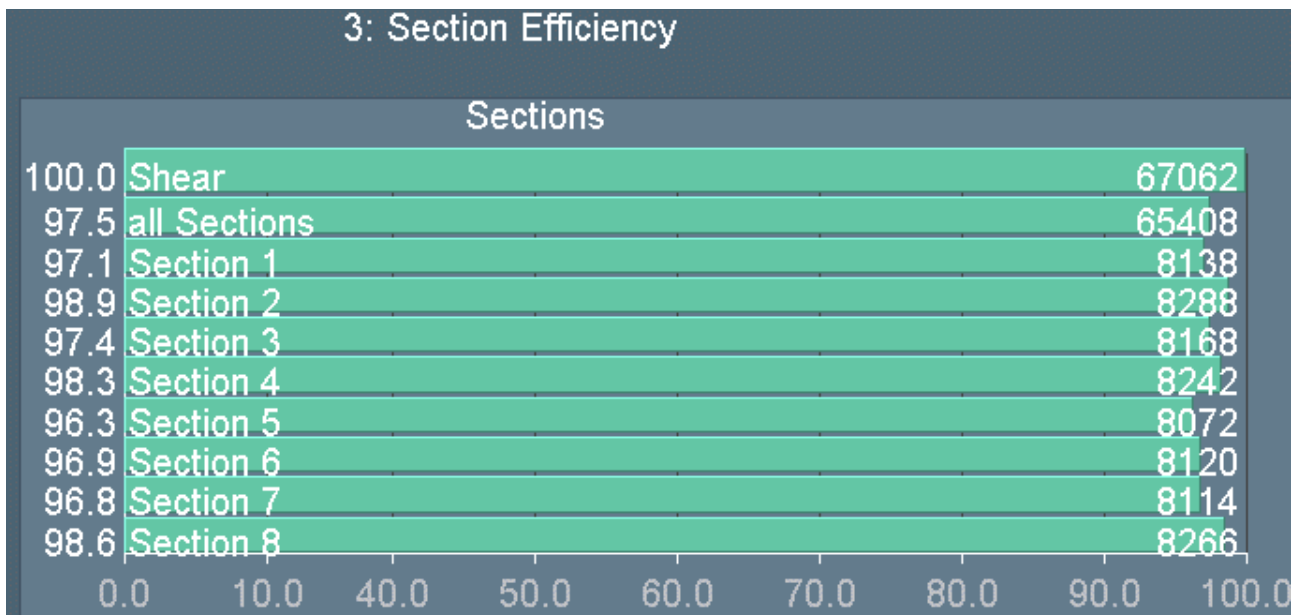 3: Section Efficiency
Sections
100.0 Shear 67062
97.5 all Sections 65408
97.1 Section 1 8138
98.9 Section 2 8288
97.4 Section 3 8168
98.3 Section 4 8242
96.3 Section 5 8072
96.9 Section 6 8120
96.8 Section 7 8114
98.6 Section 8 8266
0.0 10.0 40.0 50.0 60.0 70.0 80.0 90.0 100.0